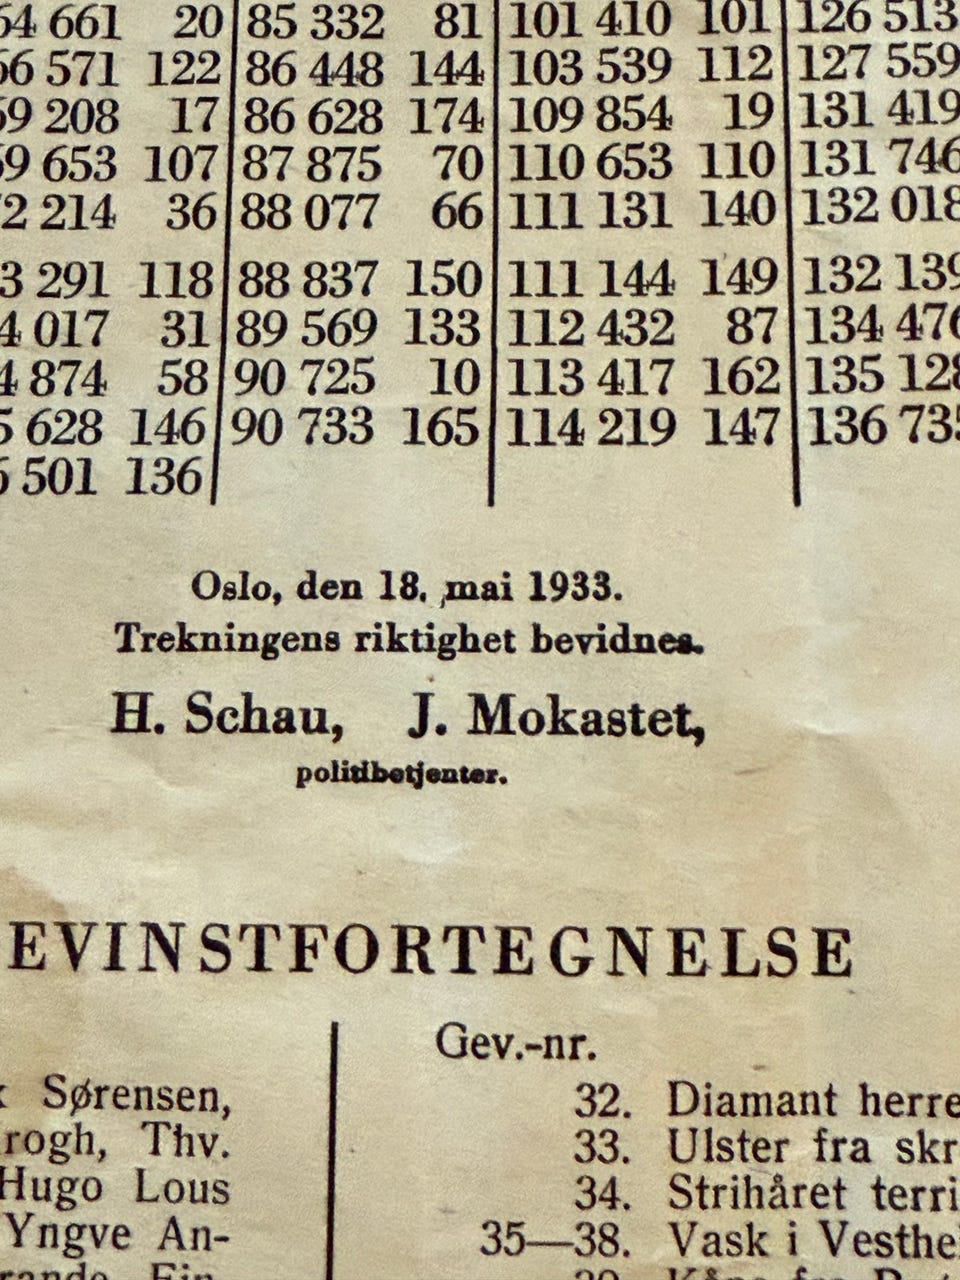 64 661 20 85 332 81 101 410 101 126 513
66 571 122 86 448 144 103 539 112 127 559
69 208 17 86 628 174 109 854 19 131 419
69 653 107 87 875 70 110 653 110 131 746
72 214 36 88 077 66 111 131 140 132 018
3 291 118 88 837 150 111 144 149 132 139
4 017 31 89 569 133 112 432 87 134 476
4 874 58 90 725 10 113 417 162 135 128
5 628 146 90 733 165 114 219 147 136 735
6 501 136
Oslo, den 18. mai 1933.
Trekningens riktighet bevidnes.
H. Schau, J. Mokastet,
politibetjenter.
EVINSTFORTEGNELSE
Sørensen,
rogh, Thv.
Hugo Lous
Yngve An-
Gev.-nr.
32. Diamant herre
33. Ulster fra skr
34. Strihåret terri
35—38. Vask i Vesthei